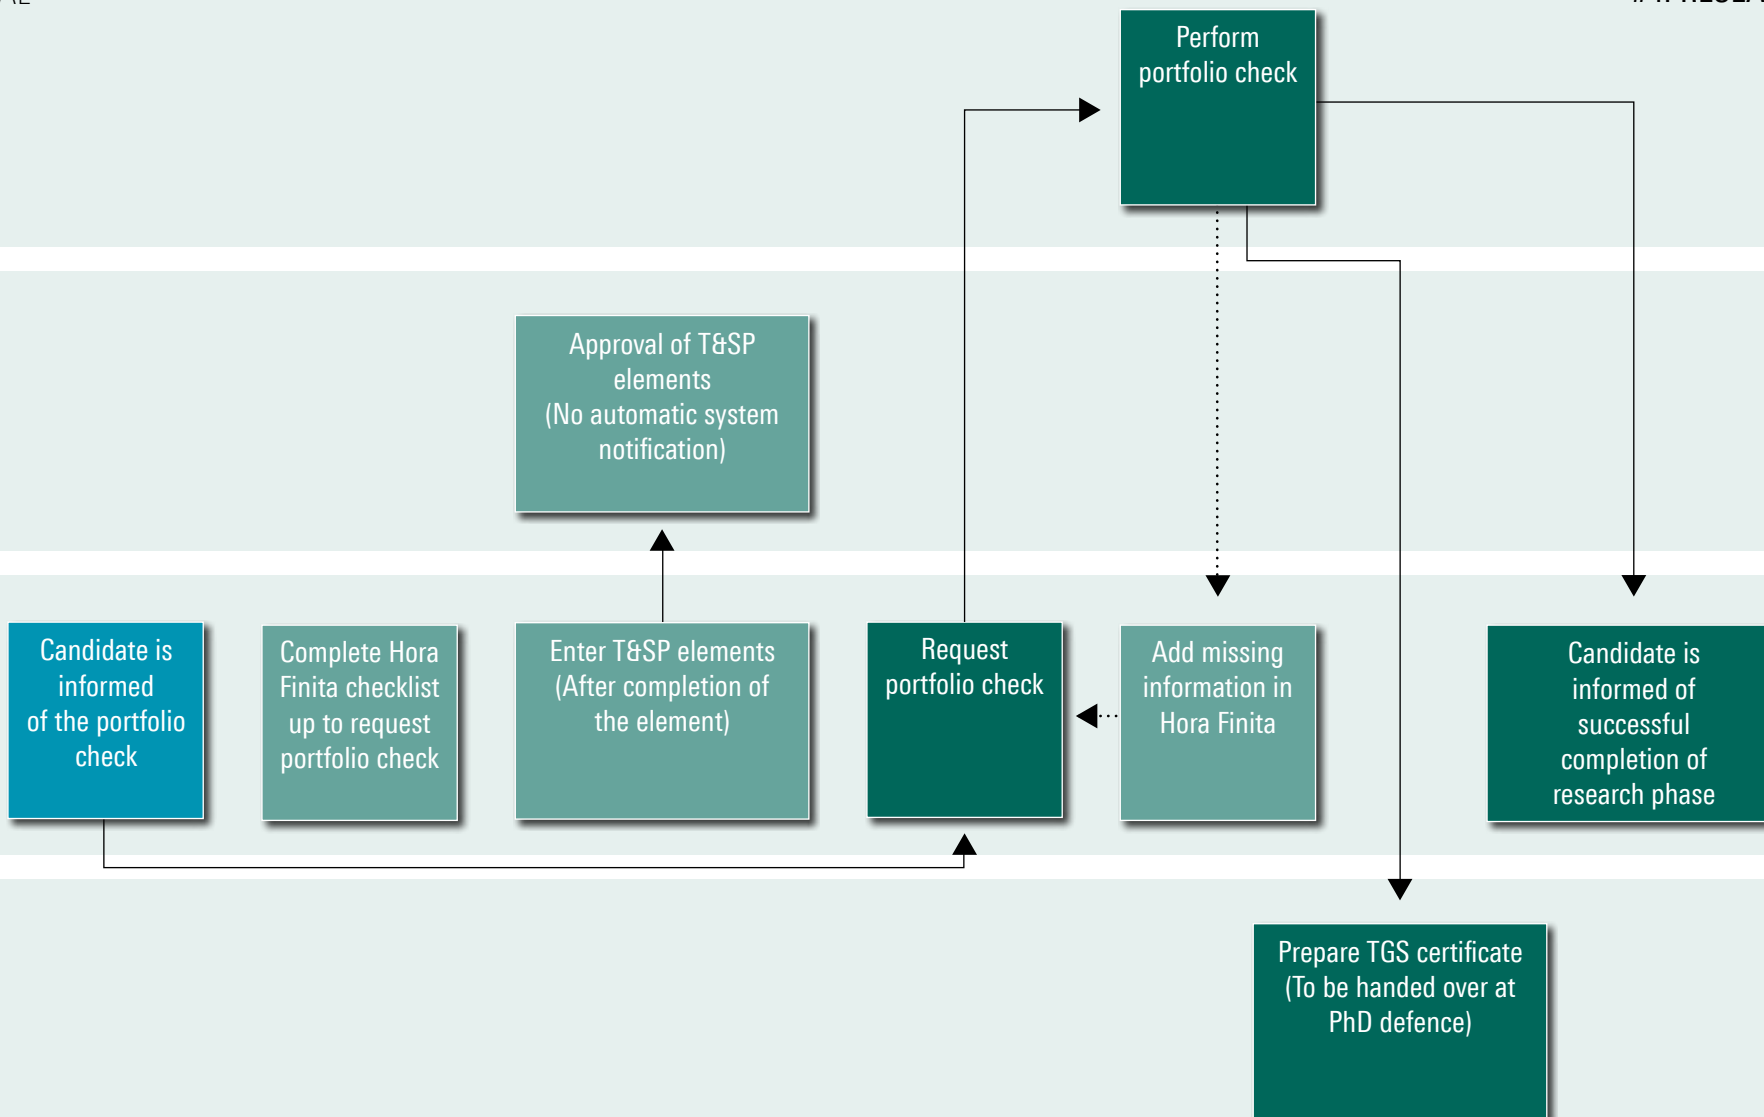 Perform
portfolio check
Approval of T&SP
elements
(No automatic system
notification)
Candidate is
informed
of the portfolio
check
Complete Hora
Finita checklist
up to request
portfolio check
Enter T&SP elements
(After completion of
the element)
Request
portfolio check
Add missing
information in
Hora Finita
Candidate is
informed of
successful
completion of
research phase
Prepare TGS certificate
(To be handed over at
PhD defence)